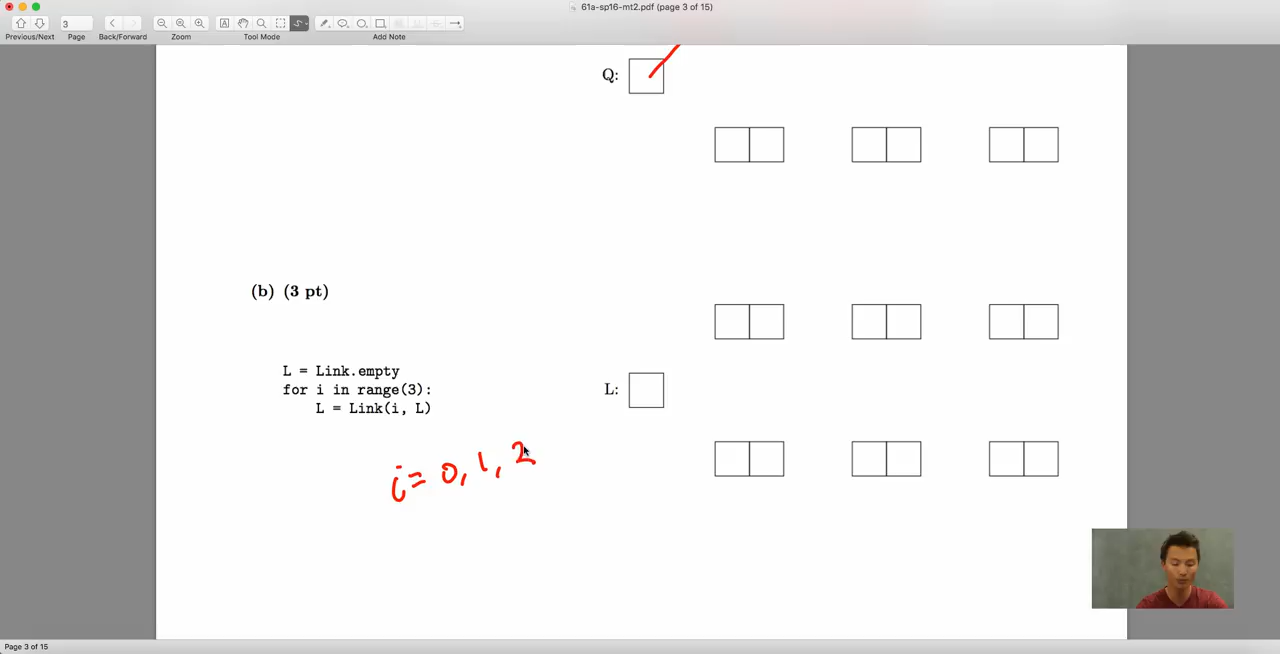 61a-sp16-mt2.pdf (page 3 of 15)
3
Previous/Next Page Back/Forward Zoom Tool Mode Add Note
Q:
(b) (3 pt)
L = Link.empty
for i in range(3):
L = Link(i, L)
L:
i = 0, 1, 2
Page 3 of 15